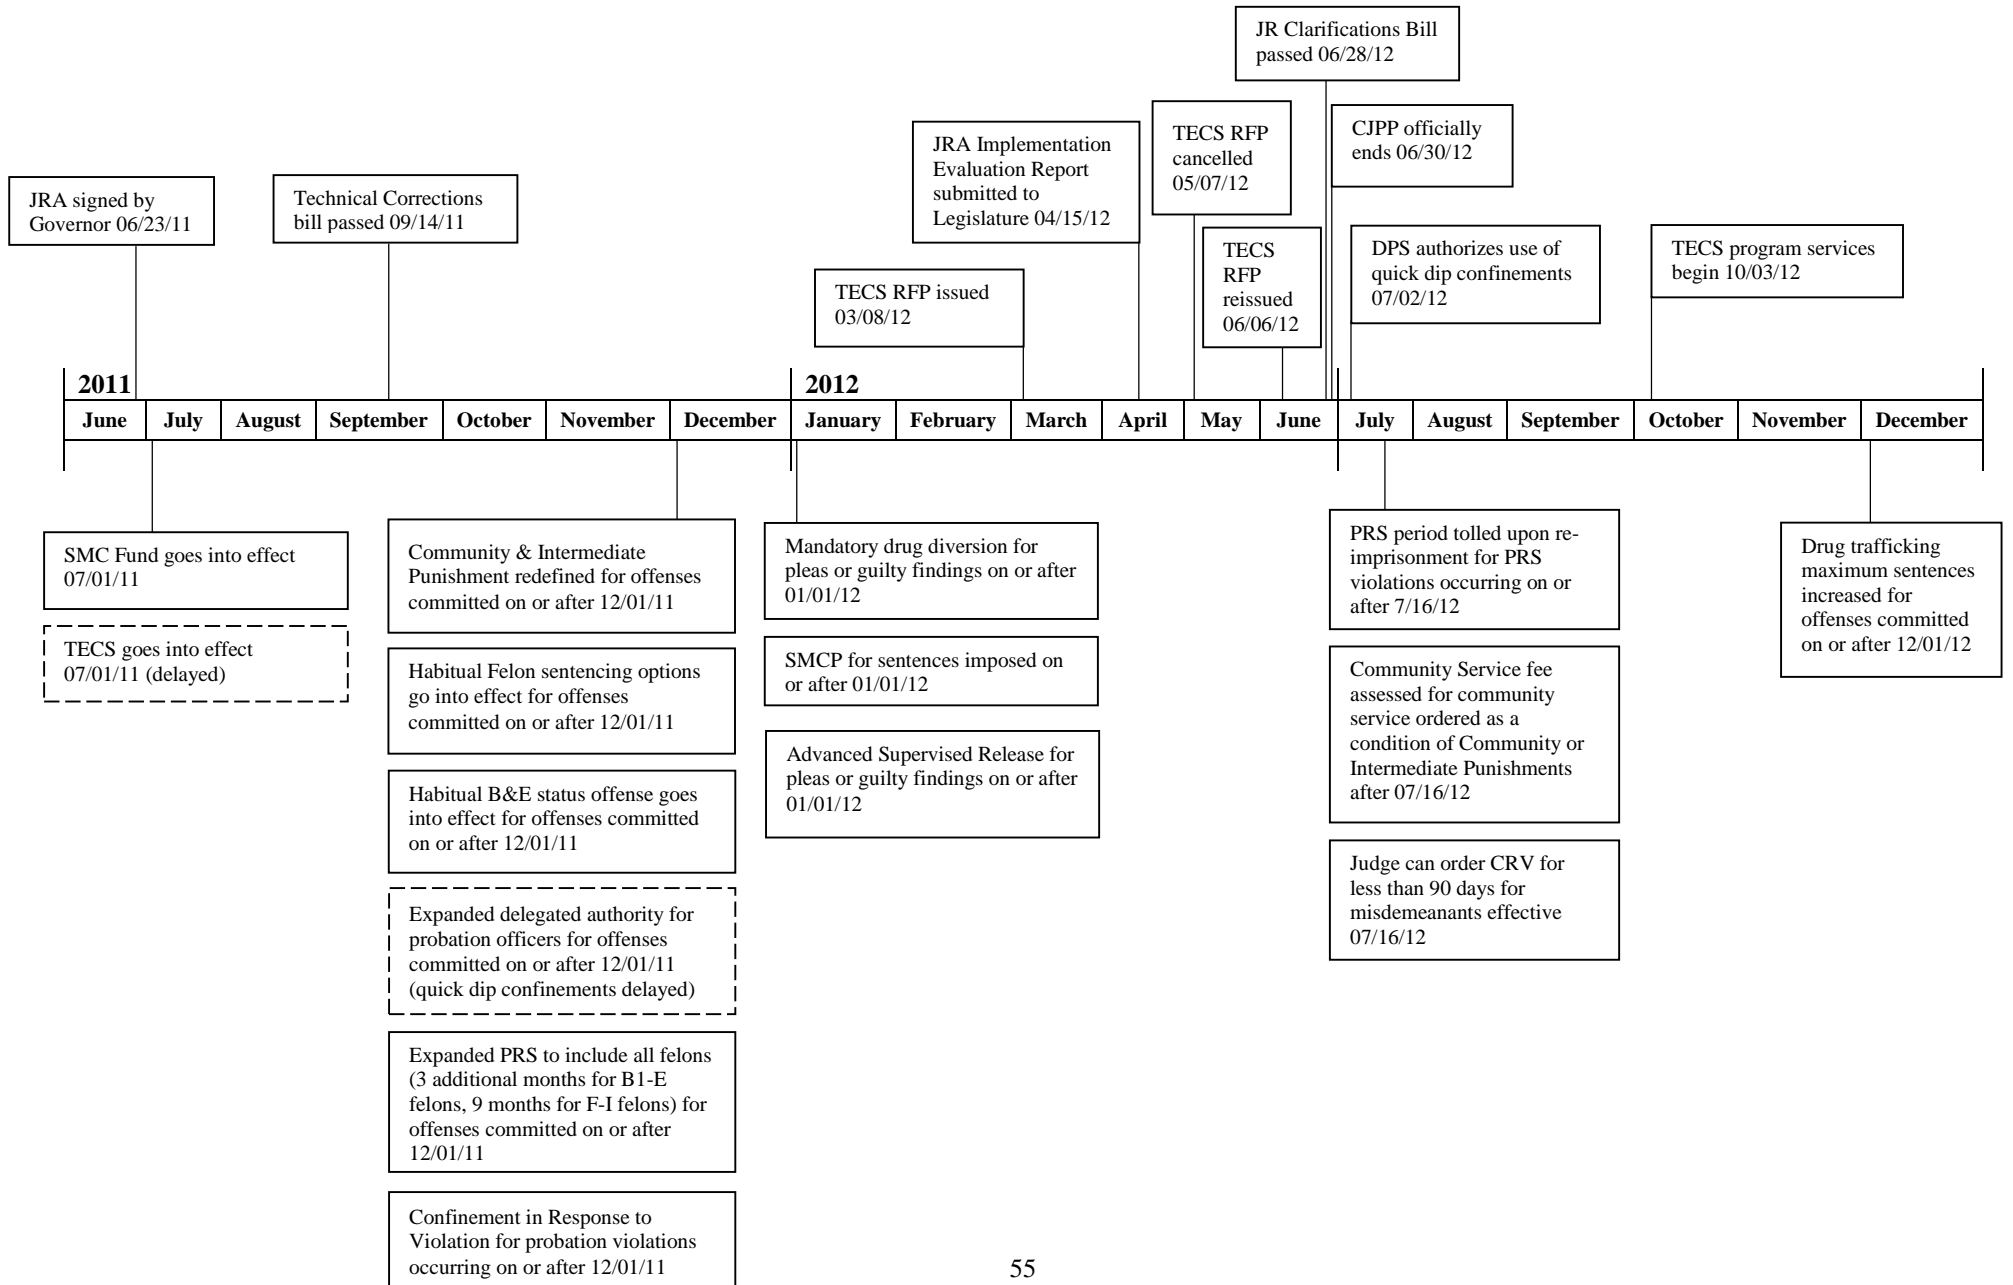 JR Clarifications Bill
passed 06/28/12
JRA Implementation
Evaluation Report
submitted to
Legislature 04/15/12
TECS RFP
cancelled
05/07/12
CJPP officially
ends 06/30/12
JRA signed by
Governor 06/23/11
Technical Corrections
bill passed 09/14/11
TECS RFP issued
03/08/12
TECS
RFP
reissued
06/06/12
DPS authorizes use of
quick dip confinements
07/02/12
TECS program services
begin 10/03/12
2011
2012
June July August September October November December January February March April May June July August September October November December
SMC Fund goes into effect
07/01/11
TECS goes into effect
07/01/11 (delayed)
Community & Intermediate
Punishment redefined for offenses
committed on or after 12/01/11
Habitual Felon sentencing options
go into effect for offenses
committed on or after 12/01/11
Habitual B&E status offense goes
into effect for offenses committed
on or after 12/01/11
Expanded delegated authority for
probation officers for offenses
committed on or after 12/01/11
(quick dip confinements delayed)
Expanded PRS to include all felons
(3 additional months for B1-E
felons, 9 months for F-I felons) for
offenses committed on or after
12/01/11
Confinement in Response to
Violation for probation violations
occurring on or after 12/01/11
Mandatory drug diversion for
pleas or guilty findings on or after
01/01/12
SMCP for sentences imposed on
or after 01/01/12
Advanced Supervised Release for
pleas or guilty findings on or after
01/01/12
PRS period tolled upon re-
imprisonment for PRS
violations occurring on or
after 7/16/12
Community Service fee
assessed for community
service ordered as a
condition of Community or
Intermediate Punishments
after 07/16/12
Judge can order CRV for
less than 90 days for
misdemeanants effective
07/16/12
Drug trafficking
maximum sentences
increased for
offenses committed
on or after 12/01/12
55